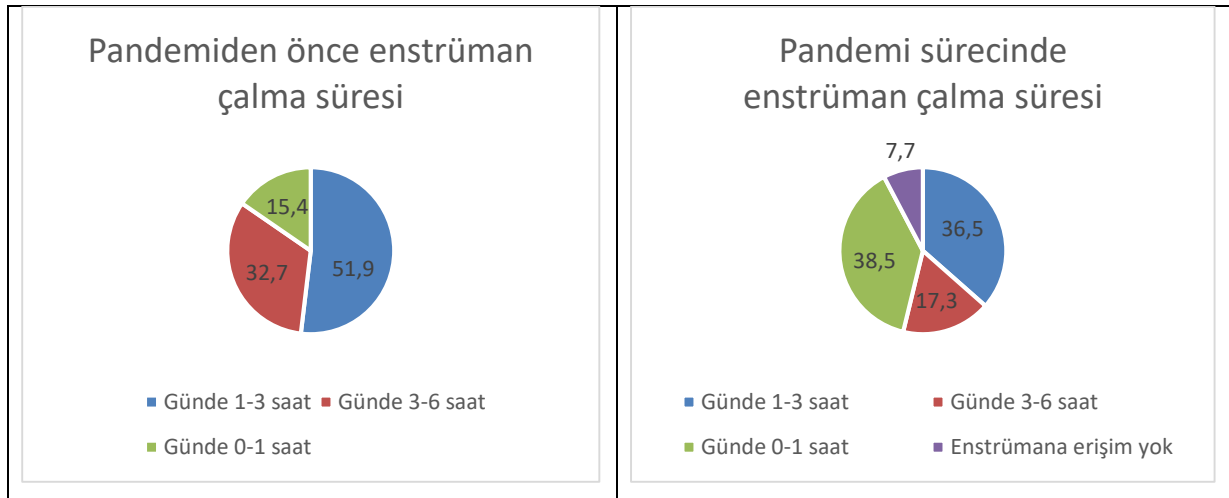 Pandemiden önce enstrüman
çalma süresi
15,4
32,7
51,9
Günde 1-3 saat
Günde 3-6 saat
Günde 0-1 saat
Pandemi sürecinde
enstrüman çalma süresi
7,7
36,5
38,5
17,3
Günde 1-3 saat
Günde 3-6 saat
Günde 0-1 saat
Enstrümana erişim yok